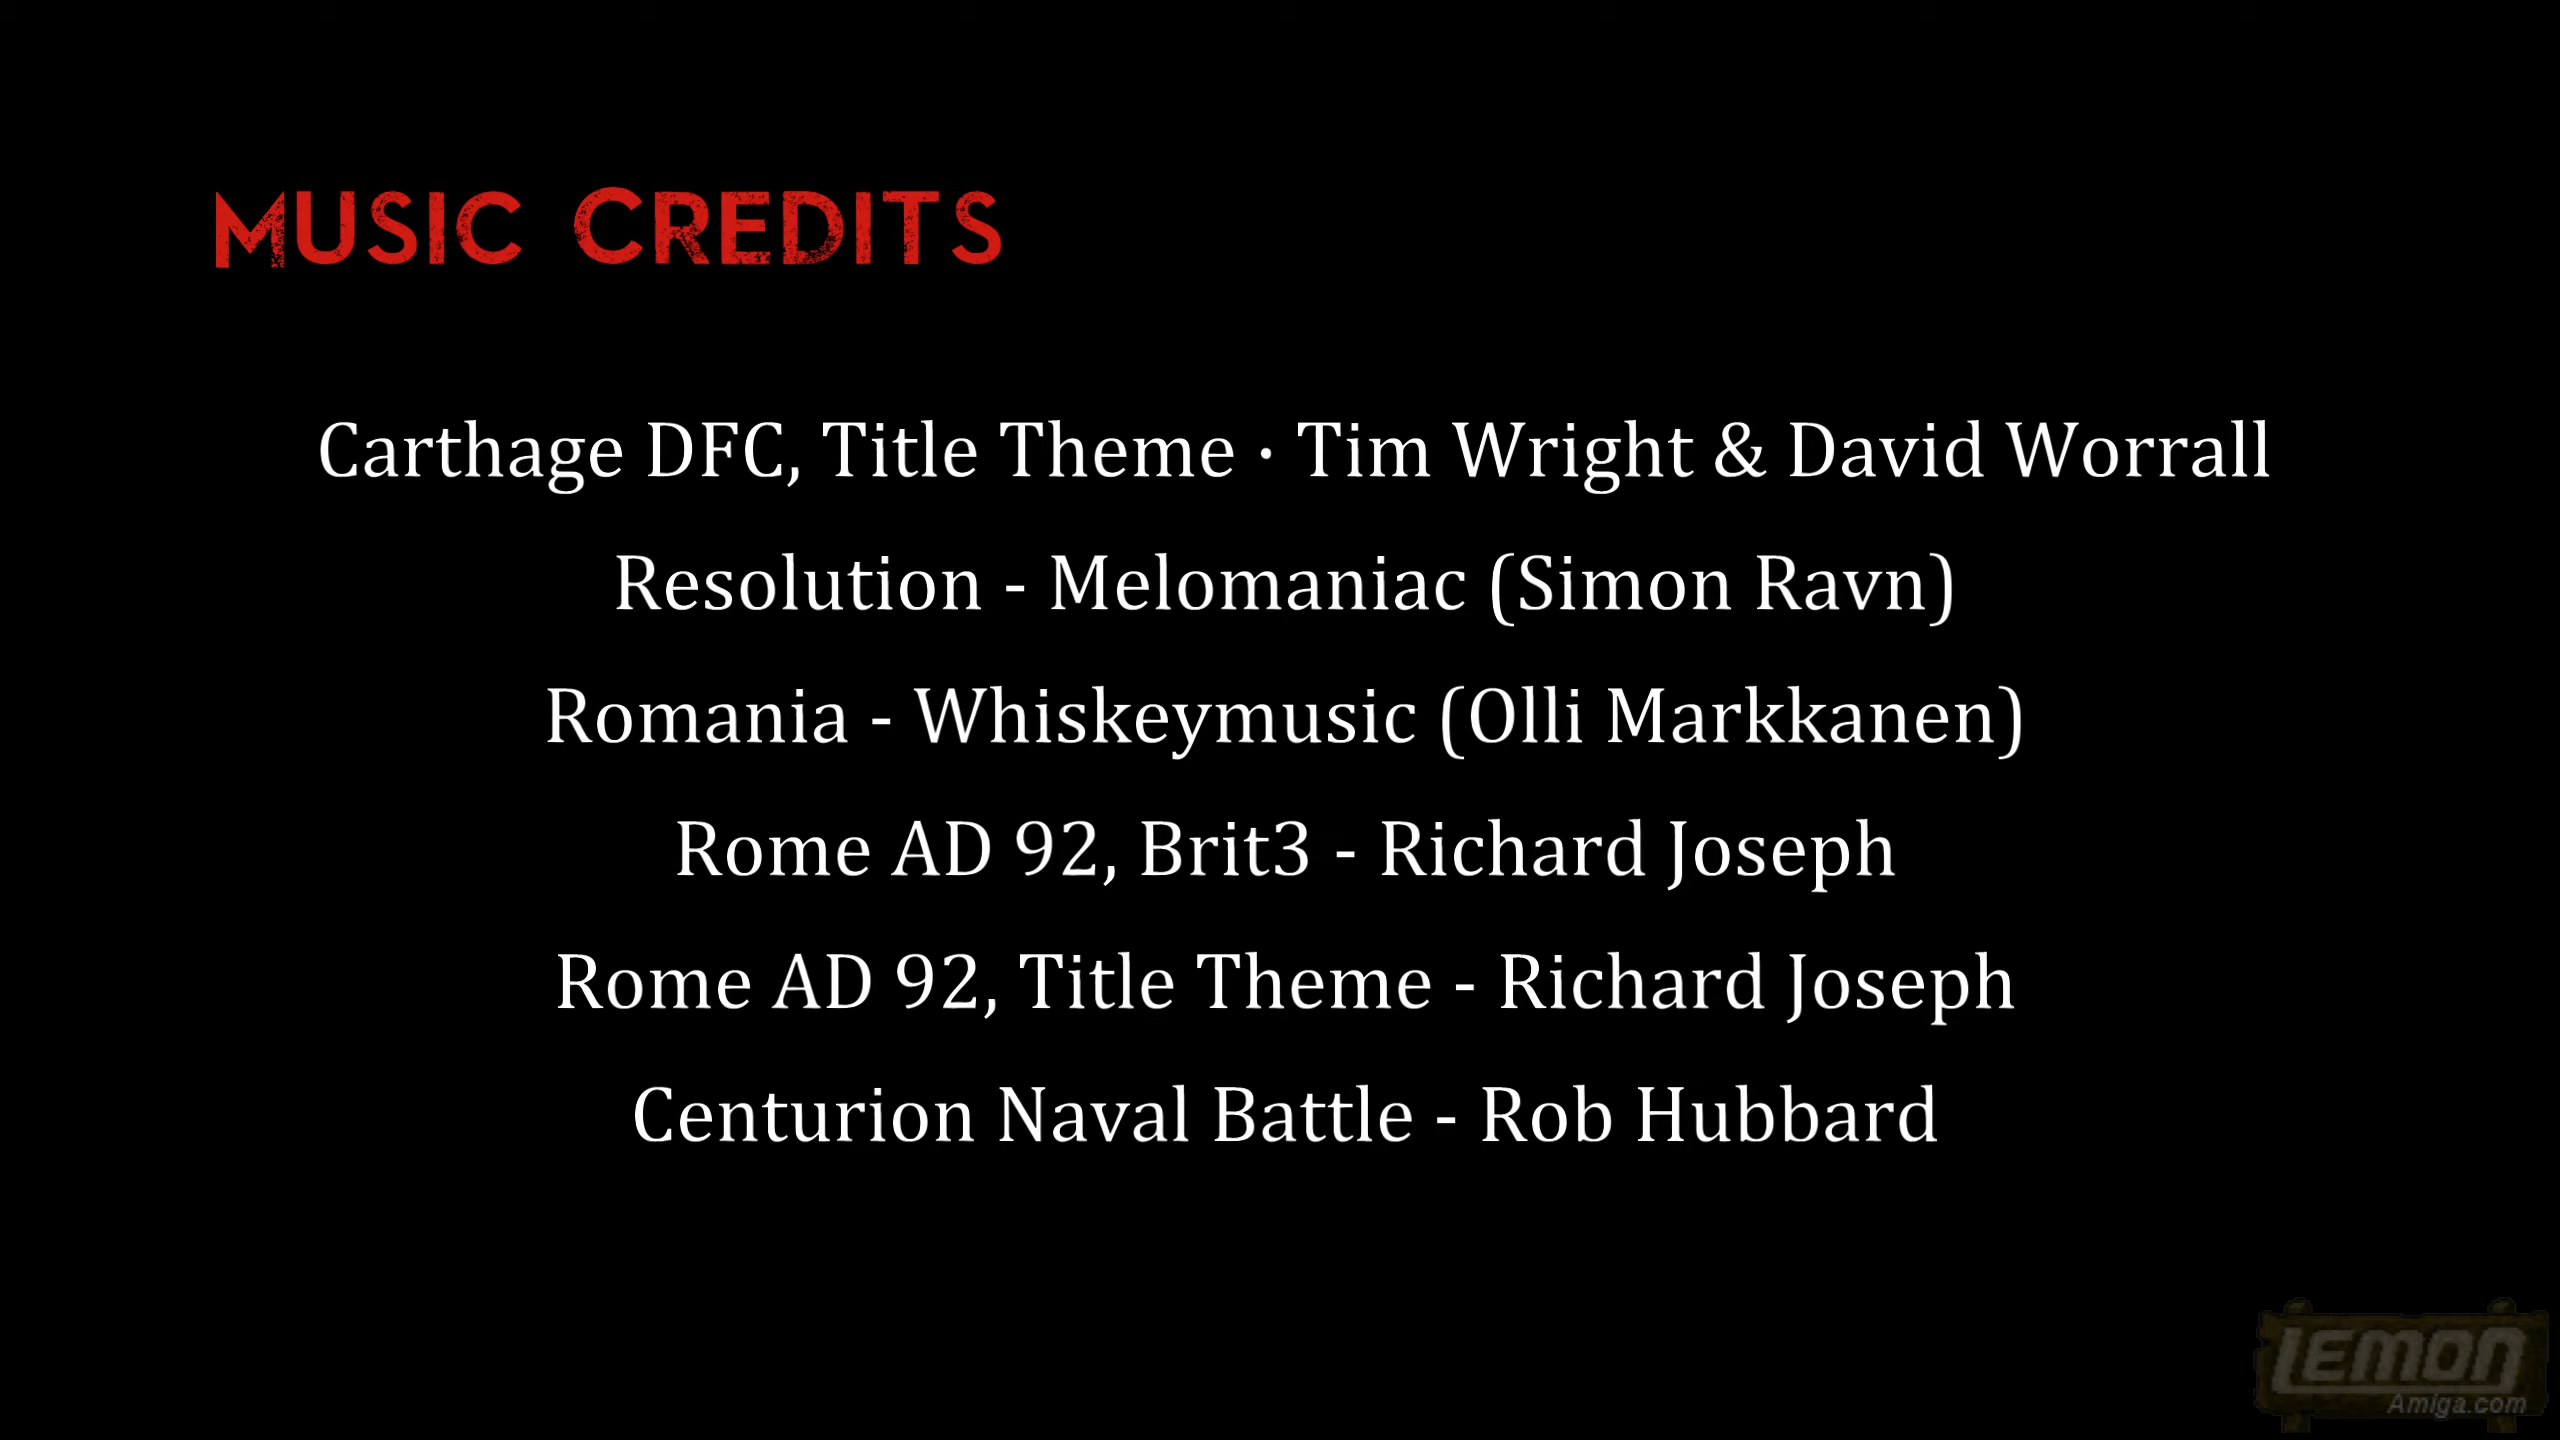 Music Credits
Carthage DFC, Title Theme · Tim Wright & David Worrall
Resolution - Melomaniac (Simon Ravn)
Romania - Whiskeymusic (Olli Markkanen)
Rome AD 92, Brit3 - Richard Joseph
Rome AD 92, Title Theme - Richard Joseph
Centurion Naval Battle - Rob Hubbard
Lemon
Amiga.com